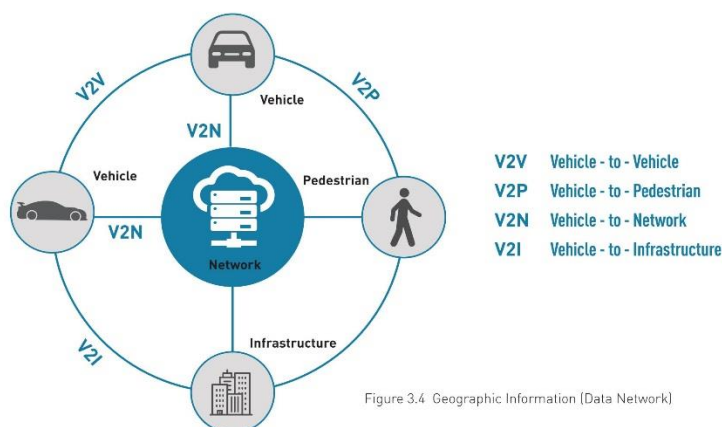 V2V
V2P
Vehicle
V2N
Vehicle
Pedestrian
V2N
Network
V2I
Infrastructure
V2V Vehicle - to - Vehicle
V2P Vehicle - to - Pedestrian
V2N Vehicle - to - Network
V2I Vehicle - to - Infrastructure
Figure 3.4 Geographic Information (Data Network)